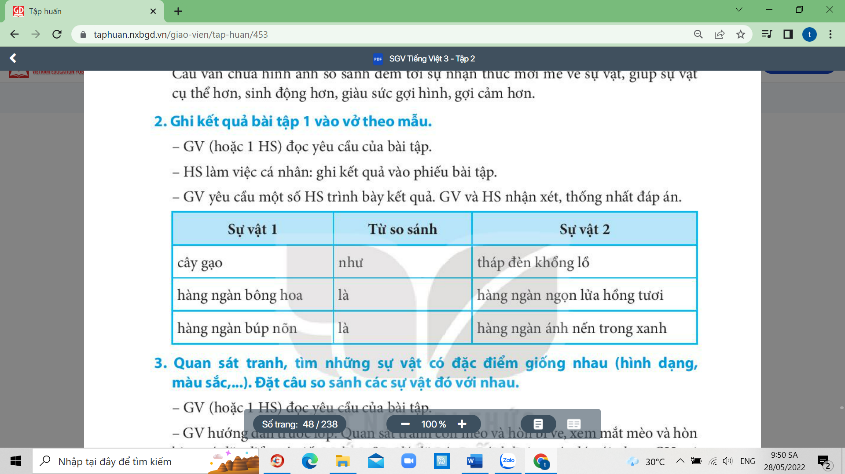 Tập huấn
taphuan.nxbgd.vn/giao-vien/tap-huan/453
SGV Tiếng Việt 3 - Tập 2
Câu văn chứa hình ảnh so sánh đem tới sự nhận thức mới mẻ về sự vật, giúp sự vật
cụ thể hơn, sinh động hơn, giàu sức gợi hình, gợi cảm hơn.
2. Ghi kết quả bài tập 1 vào vở theo mẫu.
– GV (hoặc 1 HS) đọc yêu cầu của bài tập.
– HS làm việc cá nhân: ghi kết quả vào phiếu bài tập.
– GV yêu cầu một số HS trình bày kết quả. GV và HS nhận xét, thống nhất đáp án.
Sự vật 1 Từ so sánh Sự vật 2
cây gạo như tháp đèn khổng lồ
hàng ngàn bông hoa là hàng ngàn ngọn lửa hồng tươi
hàng ngàn búp nõn là hàng ngàn ánh nến trong xanh
3. Quan sát tranh, tìm những sự vật có đặc điểm giống nhau (hình dạng,
màu sắc,...). Đặt câu so sánh các sự vật đó với nhau.
– GV (hoặc 1 HS) đọc yêu cầu của bài tập.
Số trang: 48 / 238 100 %
– GV hướng dẫn trước lớp: Quan sát tranh con mèo và hòn bi ve, xem mắt mèo và hòn
Nhập tại đây để tìm kiếm
Zalo
30°C
ENG
9:50 SA
28/05/2022
2